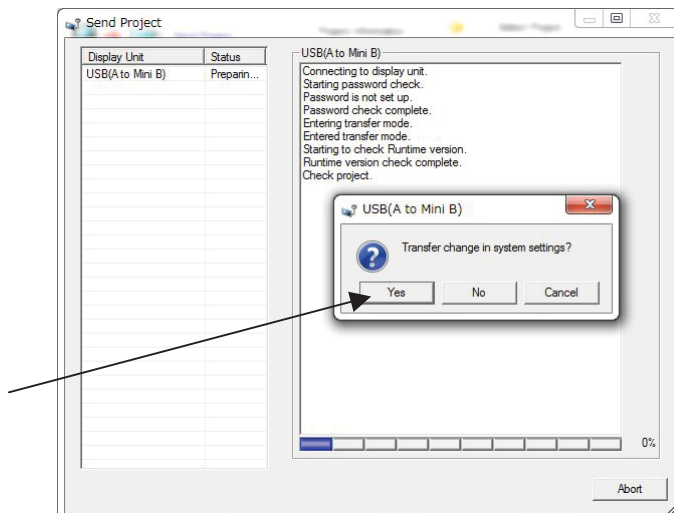 Send Project
Display Unit Status
USB(A to Mini B) Preparin...
USB(A to Mini B)
Connecting to display unit.
Starting password check.
Password is not set up.
Password check complete.
Entering transfer mode.
Entered transfer mode.
Starting to check Runtime version.
Runtime version check complete.
Check project.
USB(A to Mini B)
Transfer change in system settings?
Yes No Cancel
0%
Abort